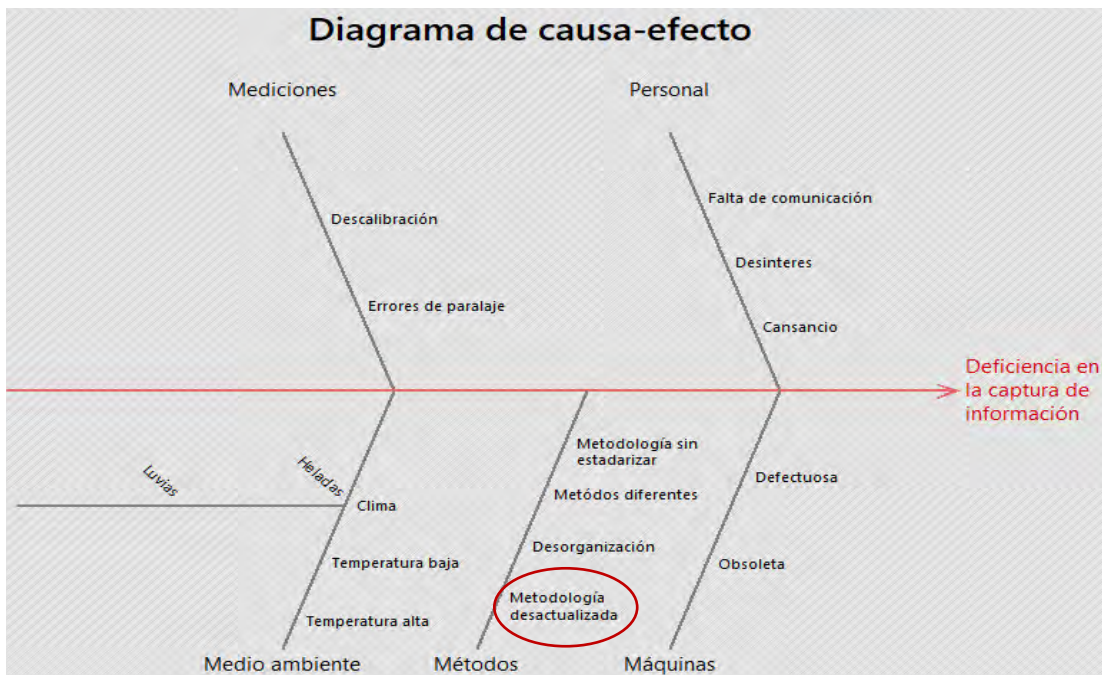 Diagrama de causa-efecto
Mediciones
Personal
Descalibración
Errores de paralaje
Falta de comunicación
Desinteres
Cansancio
Deficiencia en
la captura de
información
Luvias
Heladas
Clima
Temperatura baja
Temperatura alta
Metodología sin
estadarizar
Metódos diferentes
Desorganización
Metodología
desactualizada
Defectuosa
Obsoleta
Medio ambiente
Métodos
Máquinas